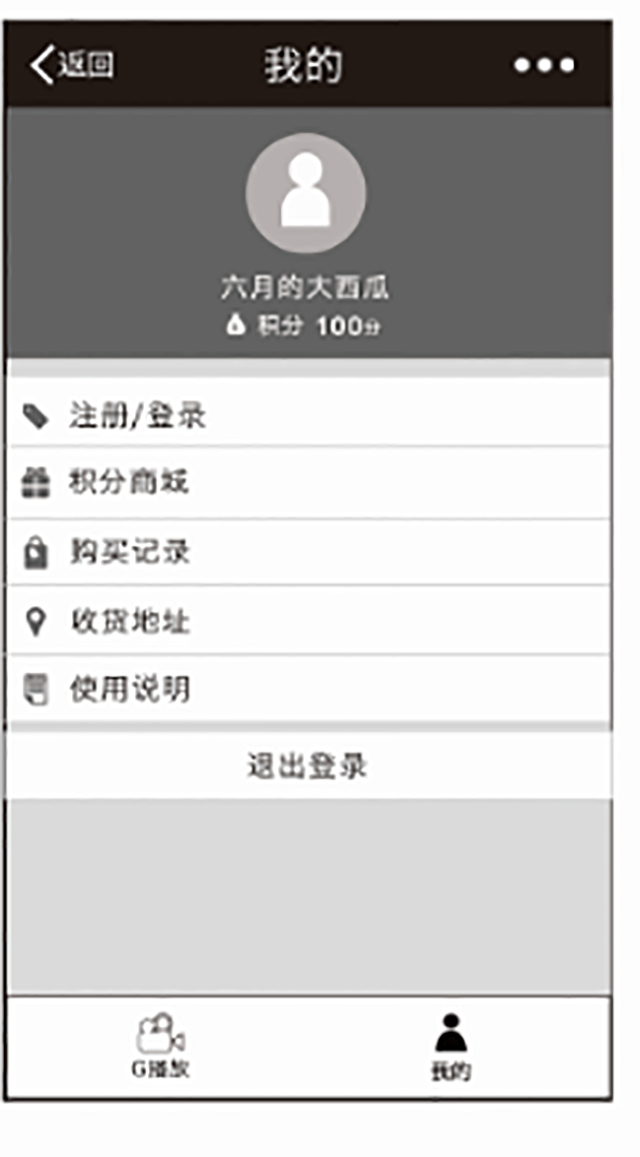 返回 我的
六月的大西瓜
积分 100分
注册/登录
积分商城
购买记录
收货地址
使用说明
退出登录
G播放 我的